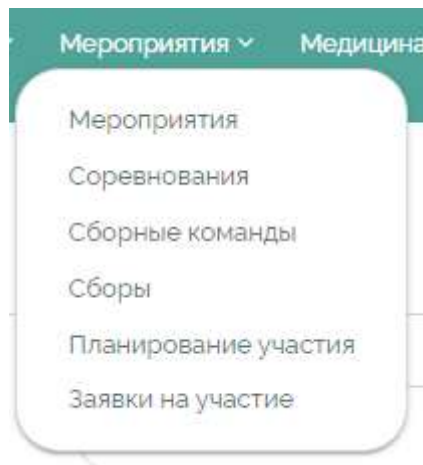 Мероприятия Медицина
Мероприятия
Соревнования
Сборные команды
Сборы
Планирование участия
Заявки на участие